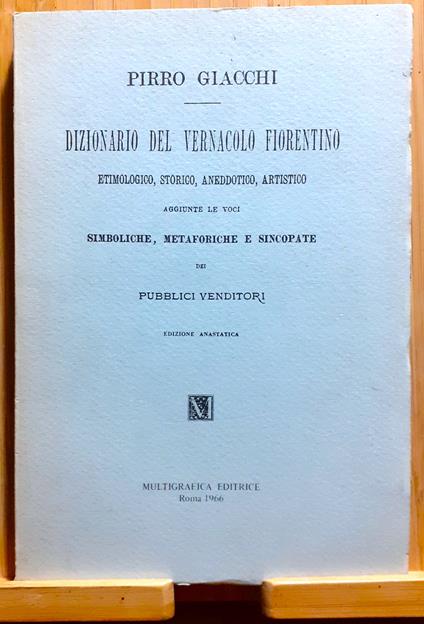 PIRRO GIACCHI
DIZIONARIO DEL VERNACOLO FIORENTINO
ETIMOLOGICO, STORICO, ANEDDOTICO, ARTISTICO
AGGIUNTE LE VOCI
SIMBOLICHE, METAFORICHE E SINCOPATE
DEI
PUBBLICI VENDITORI
EDIZIONE ANASTATICA
M
MULTIGRAFICA EDITRICE
Roma 1966